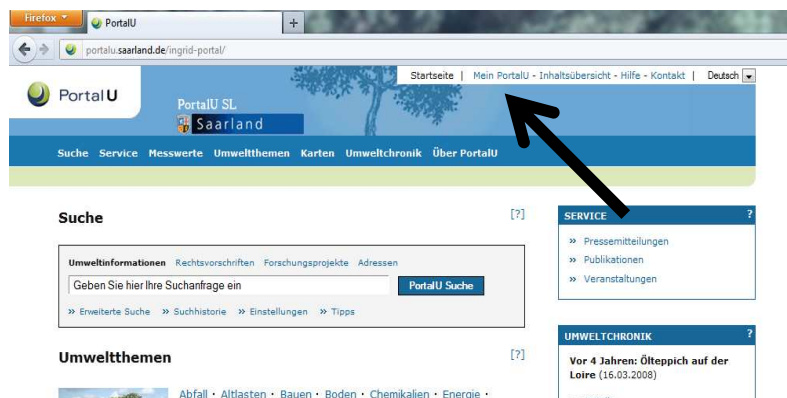 Firefox
PortalU
+
portalu.saarland.de/ingrid-portal/
Startseite | Mein PortalU - Inhaltsübersicht - Hilfe - Kontakt | Deutsch
PortalU
PortalU SL
Saarland
Suche Service Messwerte Umweltthemen Karten Umweltchronik Über PortalU
Suche [?]
Umweltinformationen Rechtsvorschriften Forschungsprojekte Adressen
Geben Sie hier Ihre Suchanfrage ein PortalU Suche
» Erweiterte Suche » Suchhistorie » Einstellungen » Tipps
Umweltthemen [?]
Abfall · Altlasten · Bauen · Boden · Chemikalien · Energie ·
SERVICE ?
» Pressemitteilungen
» Publikationen
» Veranstaltungen
UMWELTCHRONIK ?
Vor 4 Jahren: Ölteppich auf der
Loire (16.03.2008)